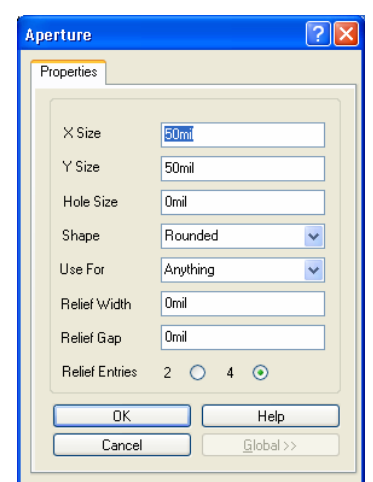 Aperture
Properties
X Size 50mil
Y Size 50mil
Hole Size 0mil
Shape Rounded
Use For Anything
Relief Width 0mil
Relief Gap 0mil
Relief Entries 2 4
OK Help
Cancel Global >>